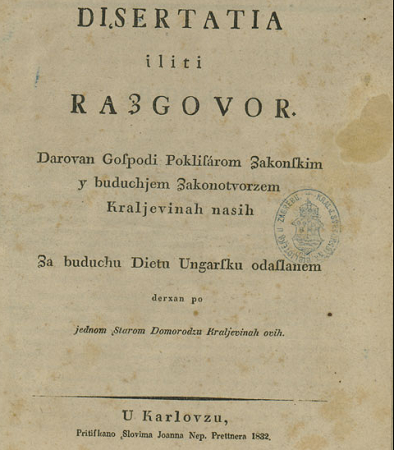 DISERTATIA
iliti
RAƷGOVOR.
Darovan Goſpodi Pokliſárom Ʒakonſkim
y buduchjem Ʒakonotvorzem
Kraljevinah nasih
Ʒa buduchu Dietu Ungarſku odaſlanem
derxan po
jednom Starom Domorodzu Kraljevinah ovih.
U Karlovzu,
Pritiſkano Slovima Joanna Nep. Prettnera 1832.